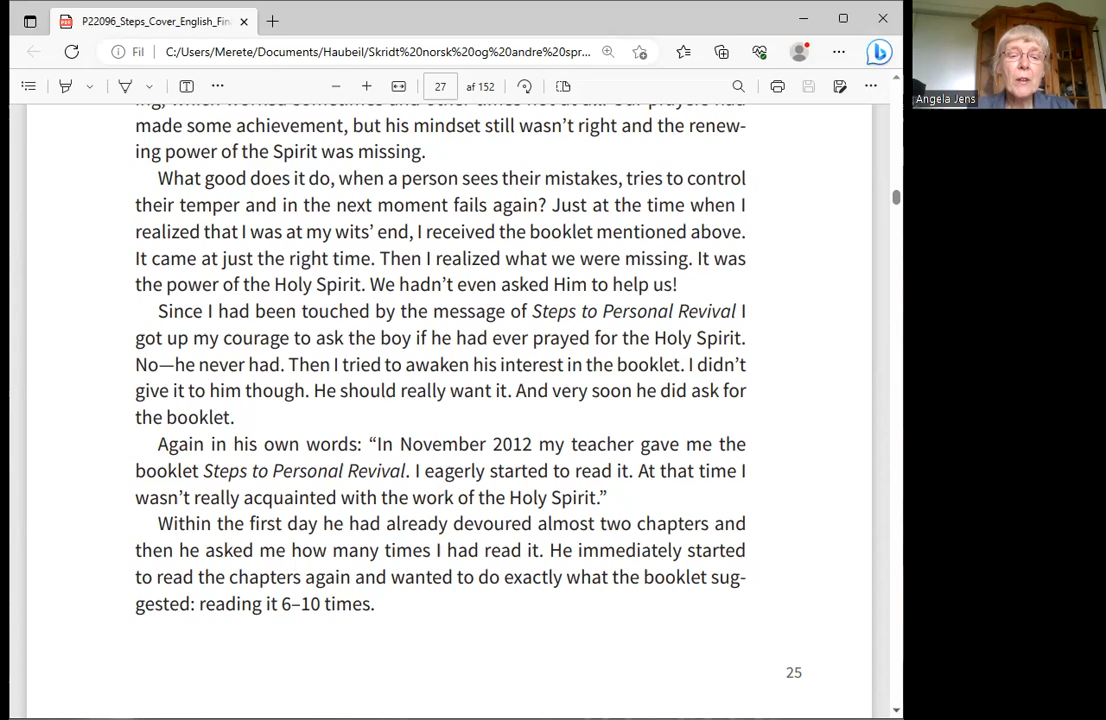 P22096_Steps_Cover_English_Fin
Fil
C:/Users/Merete/Documents/Haubeil/Skridt%20norsk%20og%20andre%20spr...
27
af 152
Angela Jens
made some achievement, but his mindset still wasn't right and the renew-
ing power of the Spirit was missing.
What good does it do, when a person sees their mistakes, tries to control
their temper and in the next moment fails again? Just at the time when I
realized that I was at my wits' end, I received the booklet mentioned above.
It came at just the right time. Then I realized what we were missing. It was
the power of the Holy Spirit. We hadn't even asked Him to help us!
Since I had been touched by the message of Steps to Personal Revival I
got up my courage to ask the boy if he had ever prayed for the Holy Spirit.
No—he never had. Then I tried to awaken his interest in the booklet. I didn't
give it to him though. He should really want it. And very soon he did ask for
the booklet.
Again in his own words: “In November 2012 my teacher gave me the
booklet Steps to Personal Revival. I eagerly started to read it. At that time I
wasn't really acquainted with the work of the Holy Spirit.”
Within the first day he had already devoured almost two chapters and
then he asked me how many times I had read it. He immediately started
to read the chapters again and wanted to do exactly what the booklet sug-
gested: reading it 6–10 times.
25